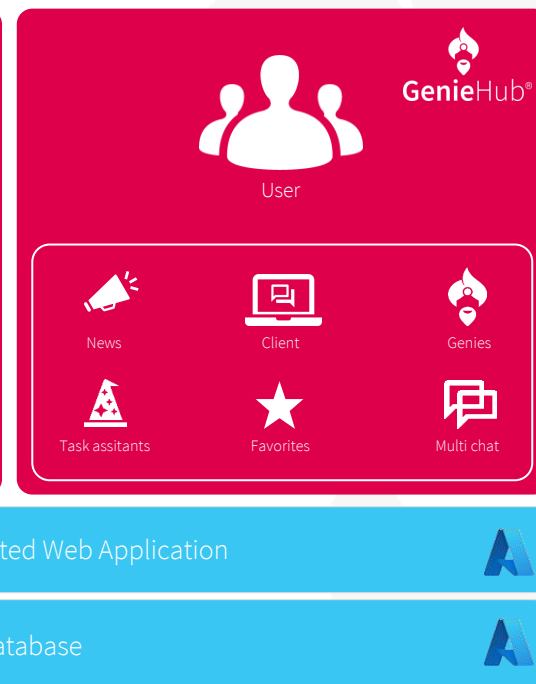 GenieHub®
User
News
Client
Genies
Task assitants
Favorites
Multi chat
ted Web Application
atabase